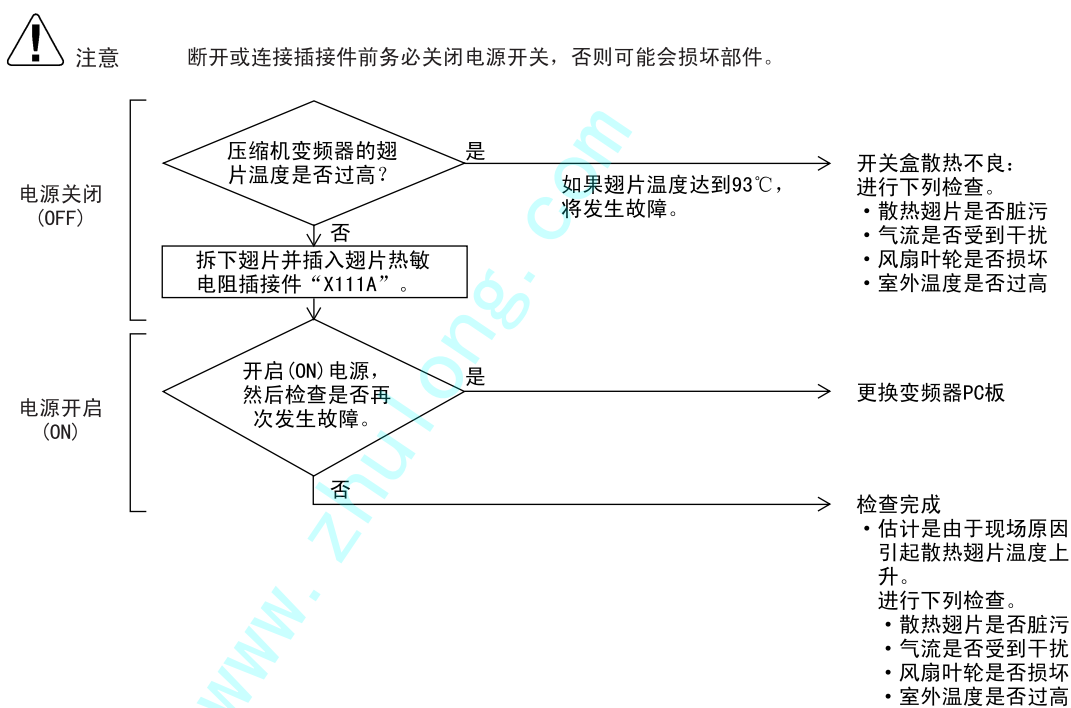 注意
断开或连接插接件前务必关闭电源开关，否则可能会损坏部件。
电源关闭
(OFF)
压缩机变频器的翅
片温度是否过高？
是
如果翅片温度达到93℃，
将发生故障。
开关盒散热不良：
进行下列检查。
・散热翅片是否脏污
・气流是否受到干扰
・风扇叶轮是否损坏
・室外温度是否过高
否
拆下翅片并插入翅片热敏
电阻插接件“X111A”。
电源开启
(ON)
开启(ON)电源，
然后检查是否再
次发生故障。
是
更换变频器PC板
否
检查完成
・估计是由于现场原因
引起散热翅片温度上
升。
进行下列检查。
・散热翅片是否脏污
・气流是否受到干扰
・风扇叶轮是否损坏
・室外温度是否过高
www.zhulong.com